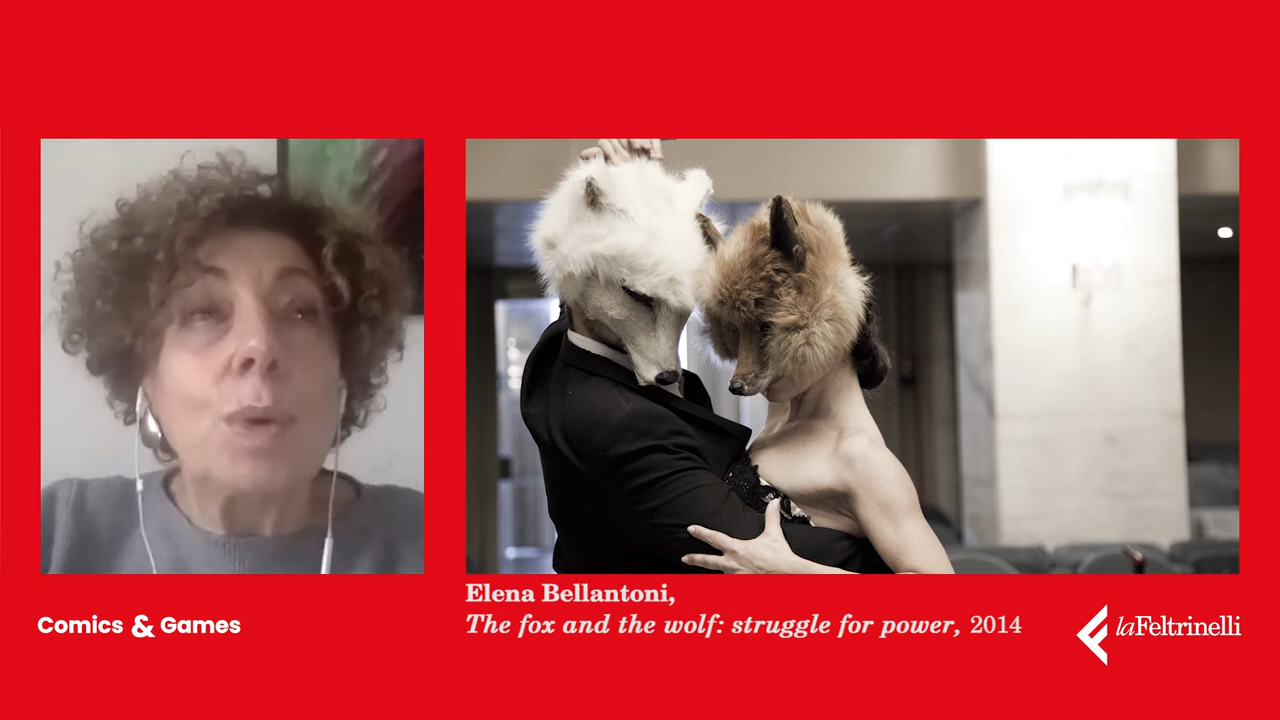 Elena Bellantoni,
The fox and the wolf: struggle for power, 2014
Comics & Games
laFeltrinelli